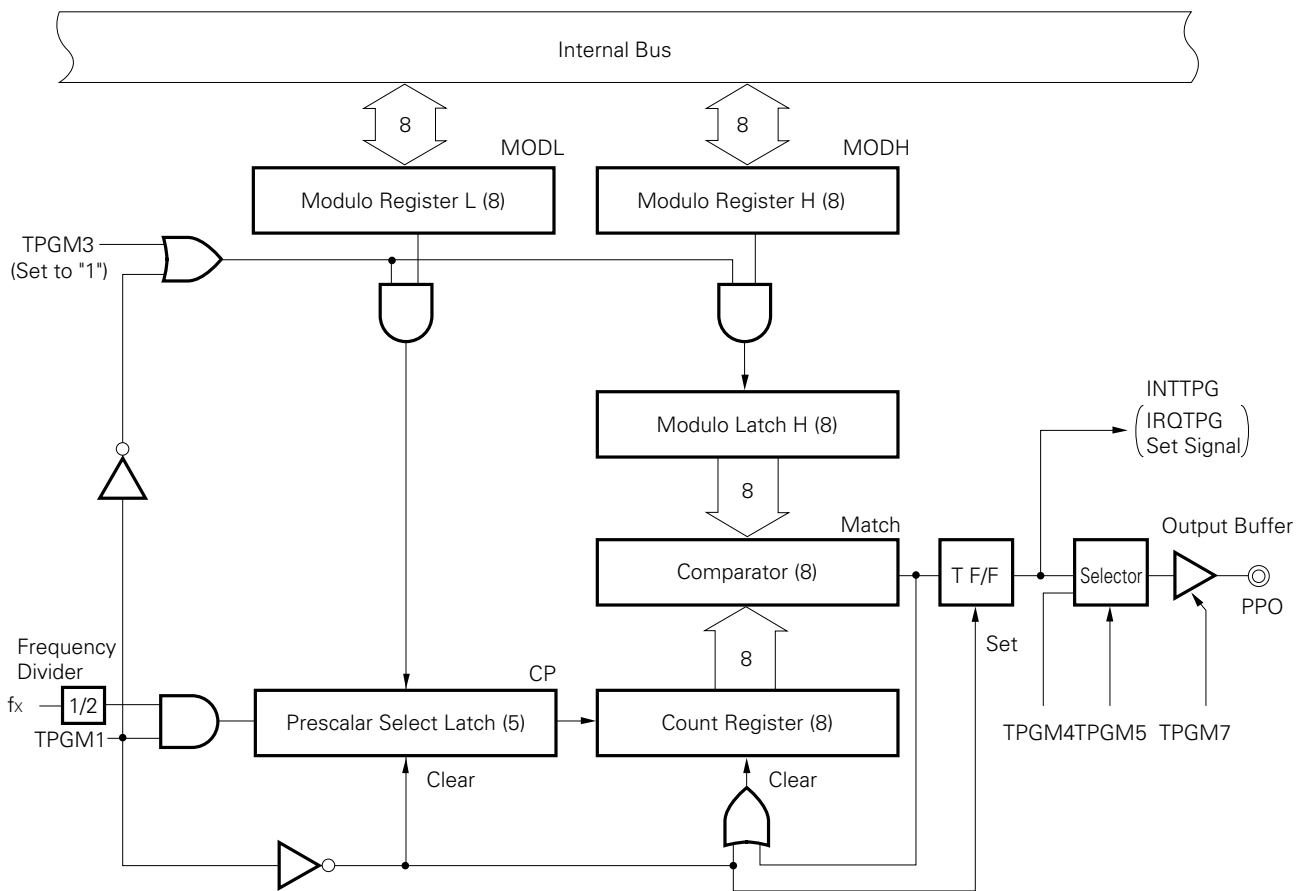 Internal Bus
8
8
MODL
MODH
Modulo Register L (8)
Modulo Register H (8)
TPGM3
(Set to "1")
INTTPG
IRQTPG
Set Signal
Modulo Latch H (8)
8
Match
Output Buffer
Comparator (8)
T F/F
Selector
PPO
Set
Frequency
Divider
8
CP
fx
1/2
Prescalar Select Latch (5)
Count Register (8)
TPGM1
TPGM4
TPGM5
TPGM7
Clear
Clear